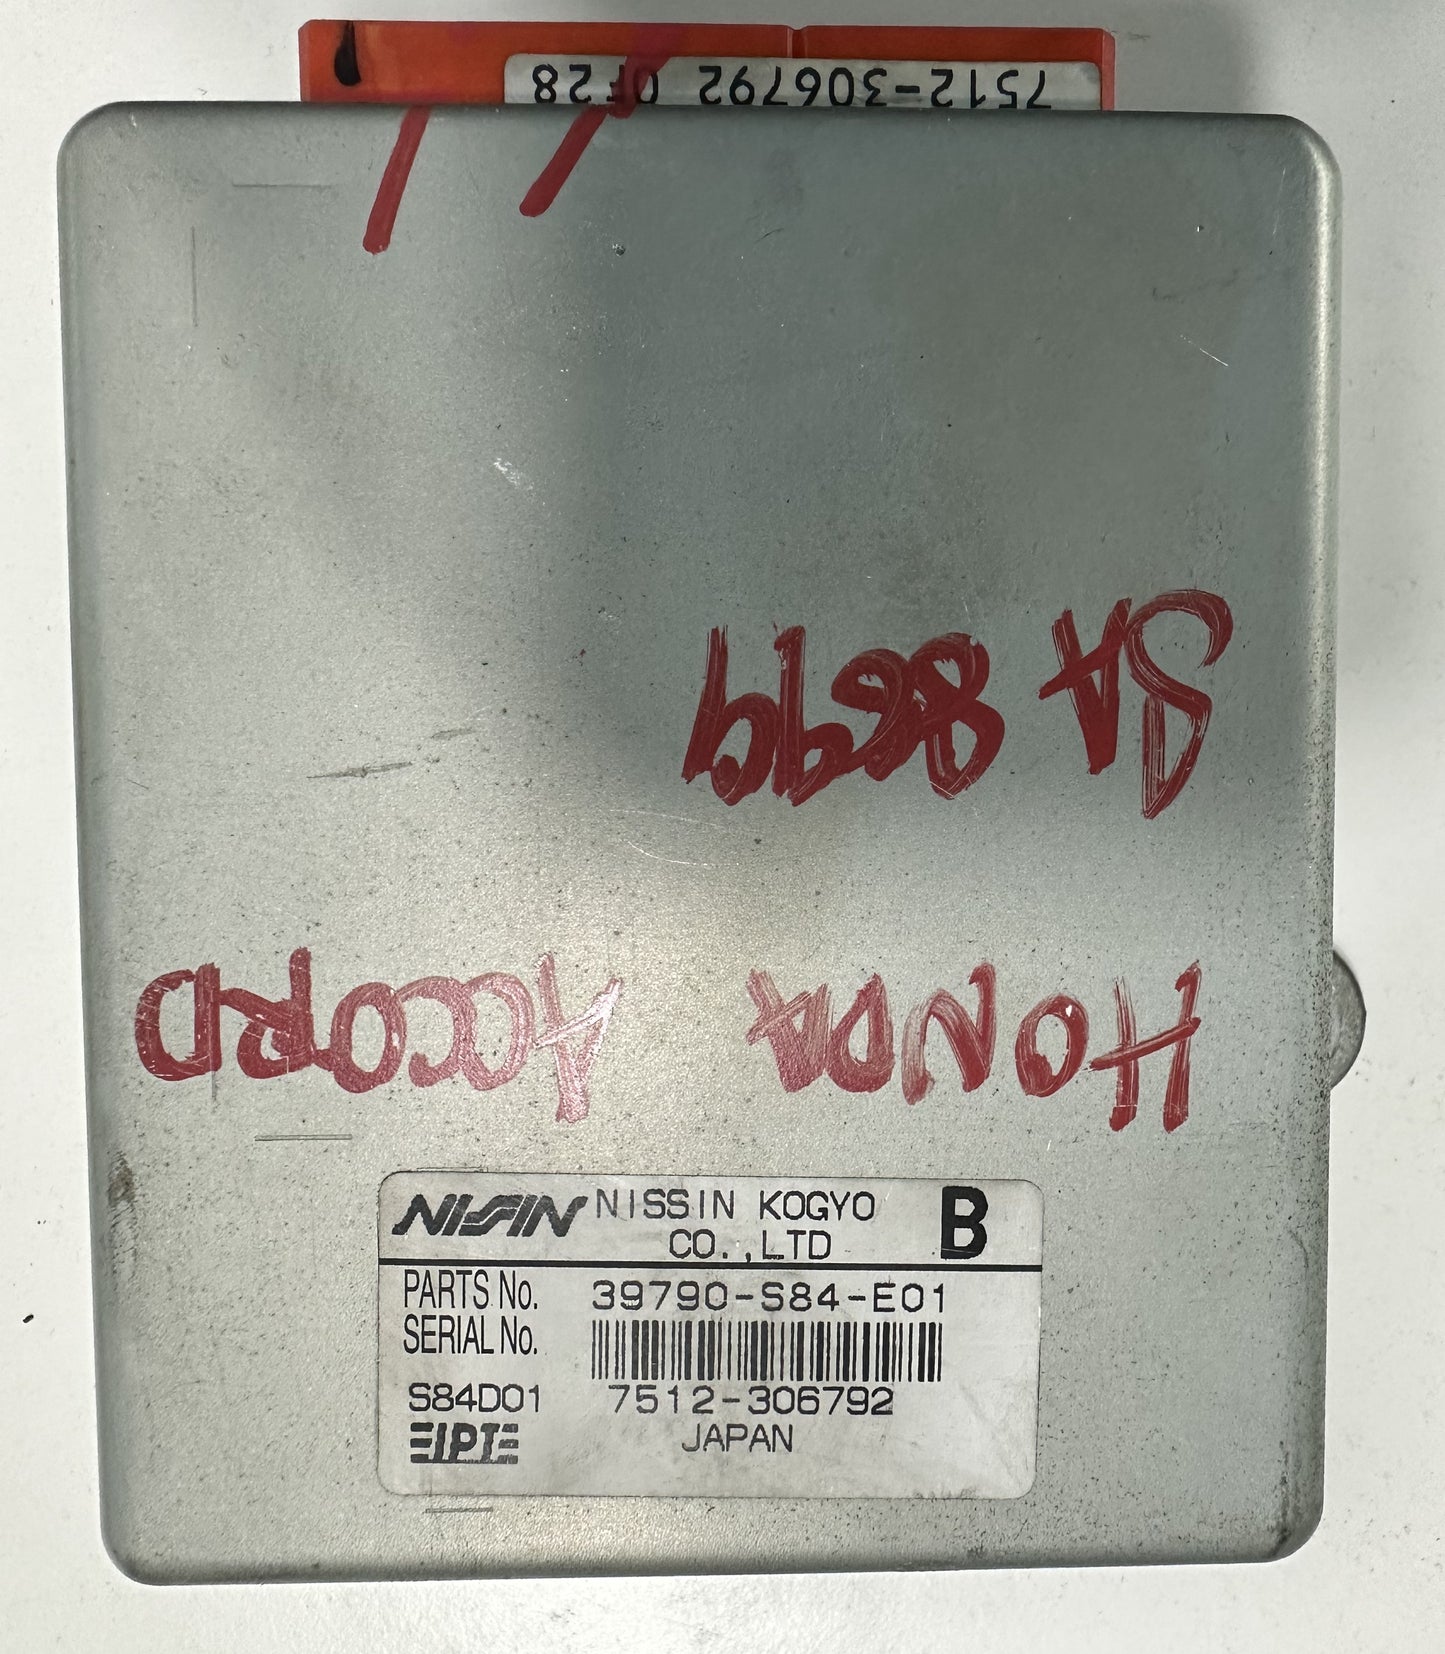 7512-306792 0F28
SA 8699
HONDA ACCORD
NISSIN NISSIN KOGYO B
CO.,LTD
PARTS No. 39790-S84-E01
SERIAL No.
S84D01 7512-306792
JAPAN